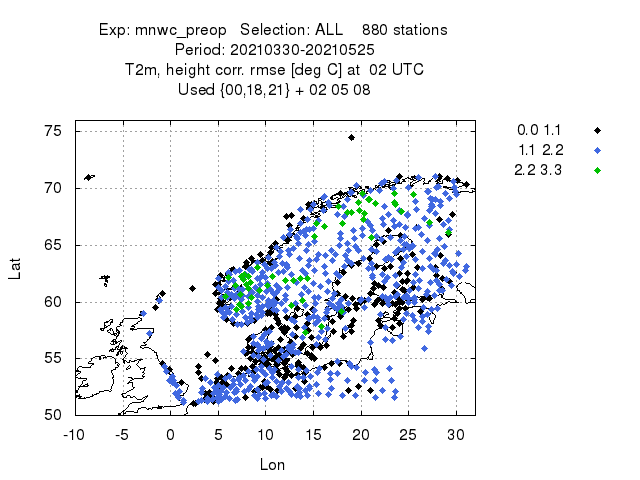 Exp: mnwc_preop   Selection: ALL    880 stations
Period: 20210330-20210525
T2m, height corr. rmse [deg C] at  02 UTC
Used {00,18,21} + 02 05 08
0.0 1.1
1.1 2.2
2.2 3.3
75
70
65
60
55
50
Lat
-10 -5 0 5 10 15 20 25 30
Lon